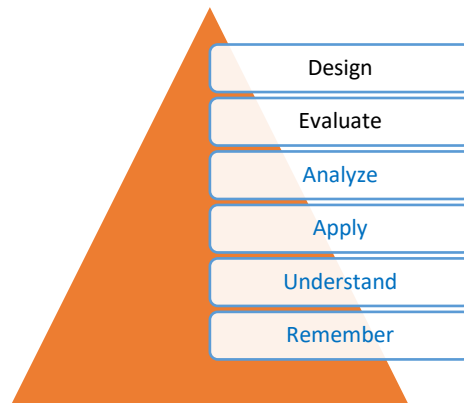 Design
Evaluate
Analyze
Apply
Understand
Remember